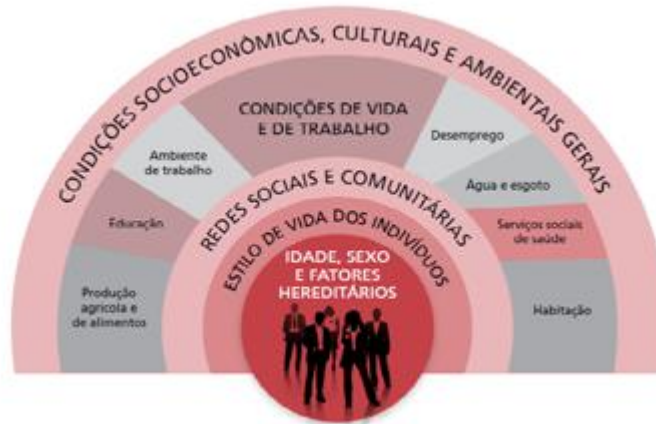 CONDIÇÕES SOCIOECONÔMICAS, CULTURAIS E AMBIENTAIS GERAIS
CONDIÇÕES DE VIDA
E DE TRABALHO
Produção
agrícola e
de alimentos
Educação
Ambiente
de trabalho
Desemprego
Água e esgoto
Serviços sociais
de saúde
Habitação
REDES SOCIAIS E COMUNITÁRIAS
ESTILO DE VIDA DOS INDIVÍDUOS
IDADE, SEXO
E FATORES
HEREDITÁRIOS